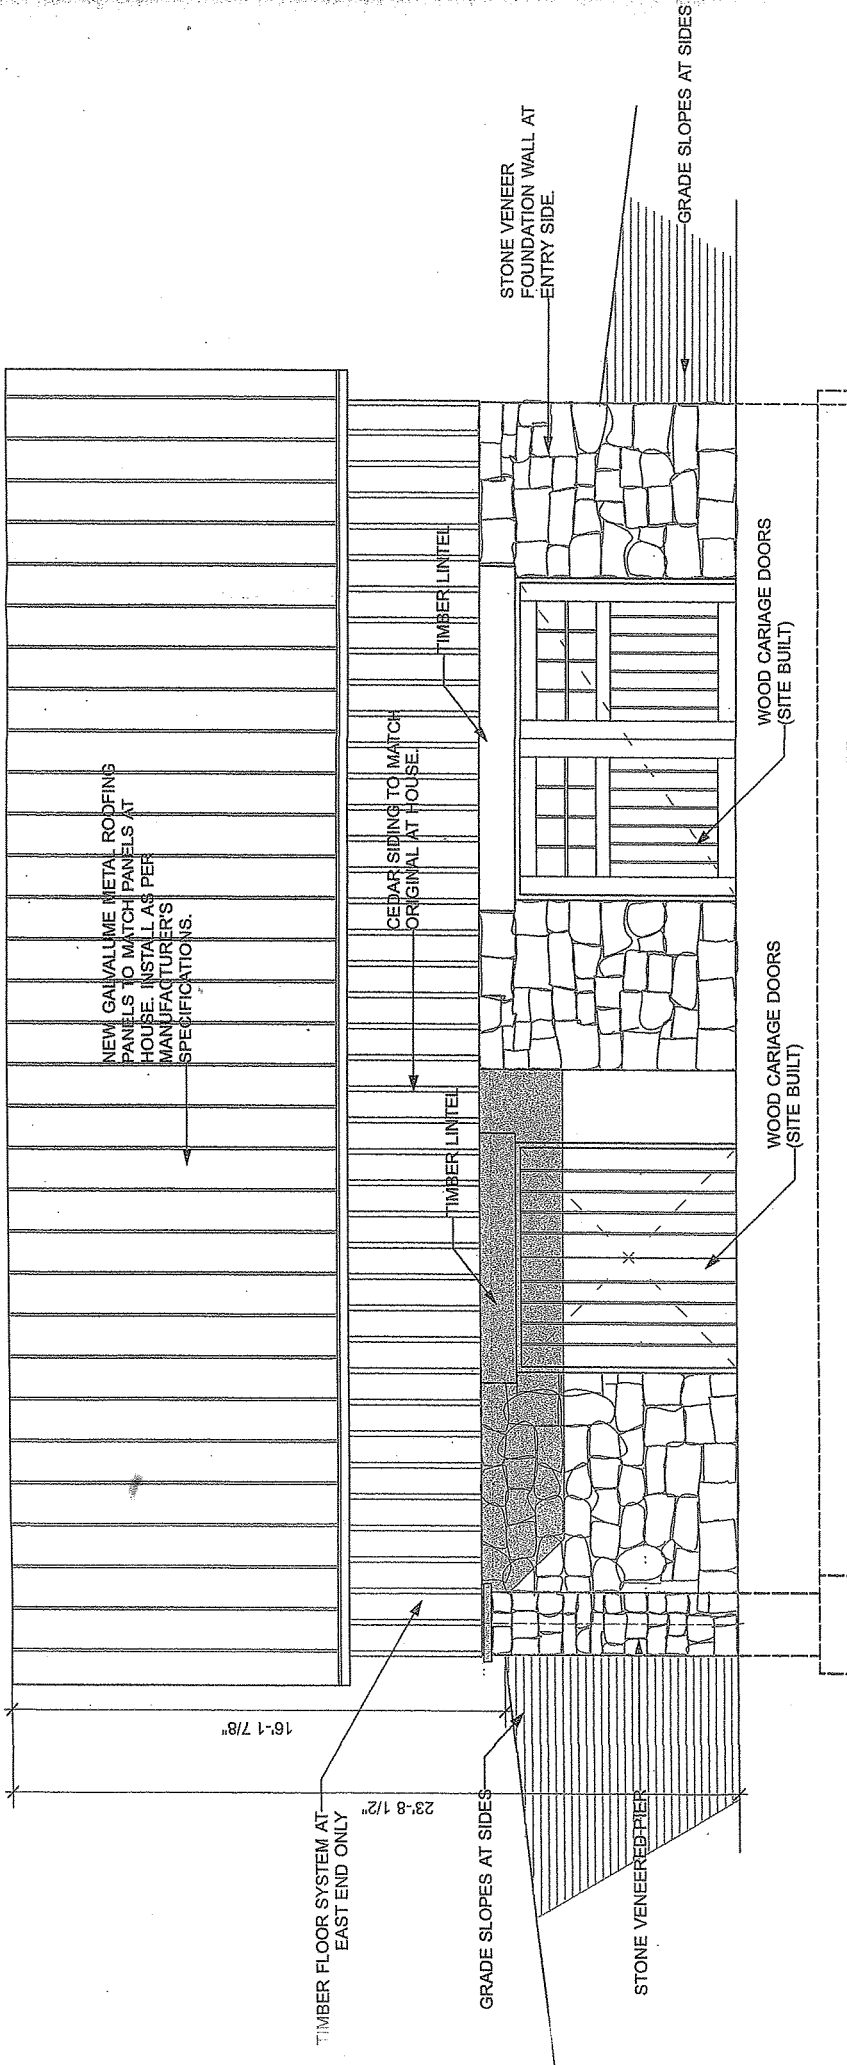 NEW GALVALUME METAL ROOFING
PANELS TO MATCH PANELS AT
HOUSE. INSTALL AS PER
MANUFACTURER'S
SPECIFICATIONS.
16'-1 7/8"
23'-8 1/2"
TIMBER FLOOR SYSTEM AT
EAST END ONLY
CEDAR SIDING TO MATCH
ORIGINAL AT HOUSE.
TIMBER LINTEL
TIMBER LINTEL
STONE VENEER
FOUNDATION WALL AT
ENTRY SIDE.
GRADE SLOPES AT SIDES
GRADE SLOPES AT SIDES
STONE VENEERED PIER
WOOD CARIAGE DOORS
(SITE BUILT)
WOOD CARIAGE DOORS
(SITE BUILT)